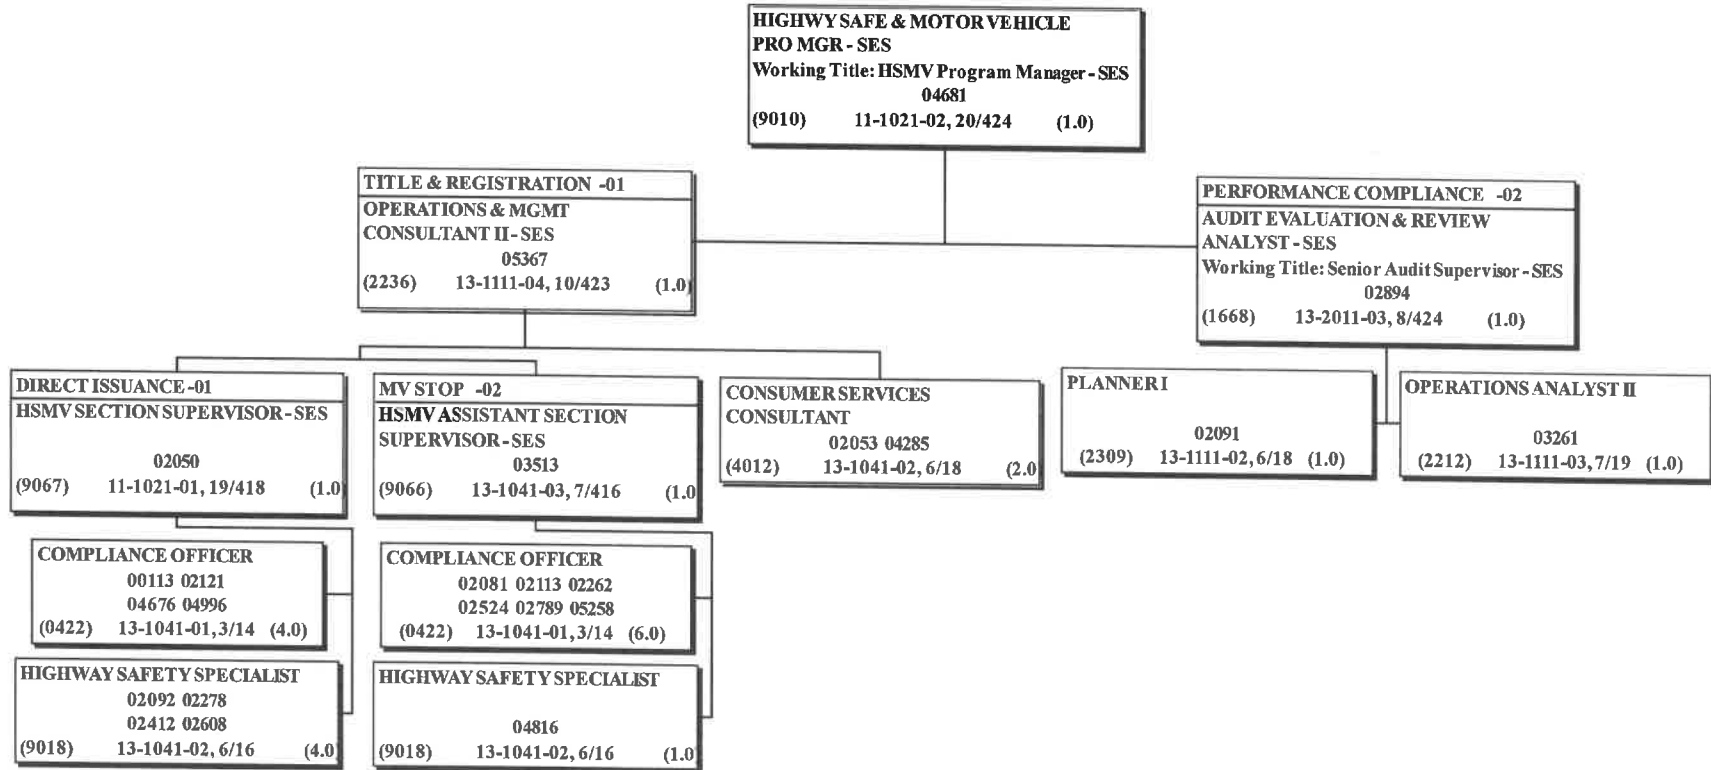 HIGHWY SAFE & MOTOR VEHICLE
PRO MGR - SES
Working Title: HSMV Program Manager - SES
04681
(9010) 11-1021-02, 20/424 (1.0)
TITLE & REGISTRATION -01
OPERATIONS & MGMT
CONSULTANT II - SES
05367
(2236) 13-1111-04, 10/423 (1.0)
PERFORMANCE COMPLIANCE -02
AUDIT EVALUATION & REVIEW
ANALYST - SES
Working Title: Senior Audit Supervisor - SES
02894
(1668) 13-2011-03, 8/424 (1.0)
DIRECT ISSUANCE -01
HSMV SECTION SUPERVISOR - SES
02050
(9067) 11-1021-01, 19/418 (1.0
MV STOP -02
HSMV ASSISTANT SECTION
SUPERVISOR - SES
03513
(9066) 13-1041-03, 7/416 (1.0
CONSUMER SERVICES
CONSULTANT
02053 04285
(4012) 13-1041-02, 6/18 (2.0
PLANNER I
02091
(2309) 13-1111-02, 6/18 (1.0)
OPERATIONS ANALYST II
03261
(2212) 13-1111-03, 7/19 (1.0)
COMPLIANCE OFFICER
00113 02121
04676 04996
(0422) 13-1041-01, 3/14 (4.0)
COMPLIANCE OFFICER
02081 02113 02262
02524 02789 05258
(0422) 13-1041-01, 3/14 (6.0)
HIGHWAY SAFETY SPECIALIST
02092 02278
02412 02608
(9018) 13-1041-02, 6/16 (4.0
HIGHWAY SAFETY SPECIALIST
04816
(9018) 13-1041-02, 6/16 (1.0